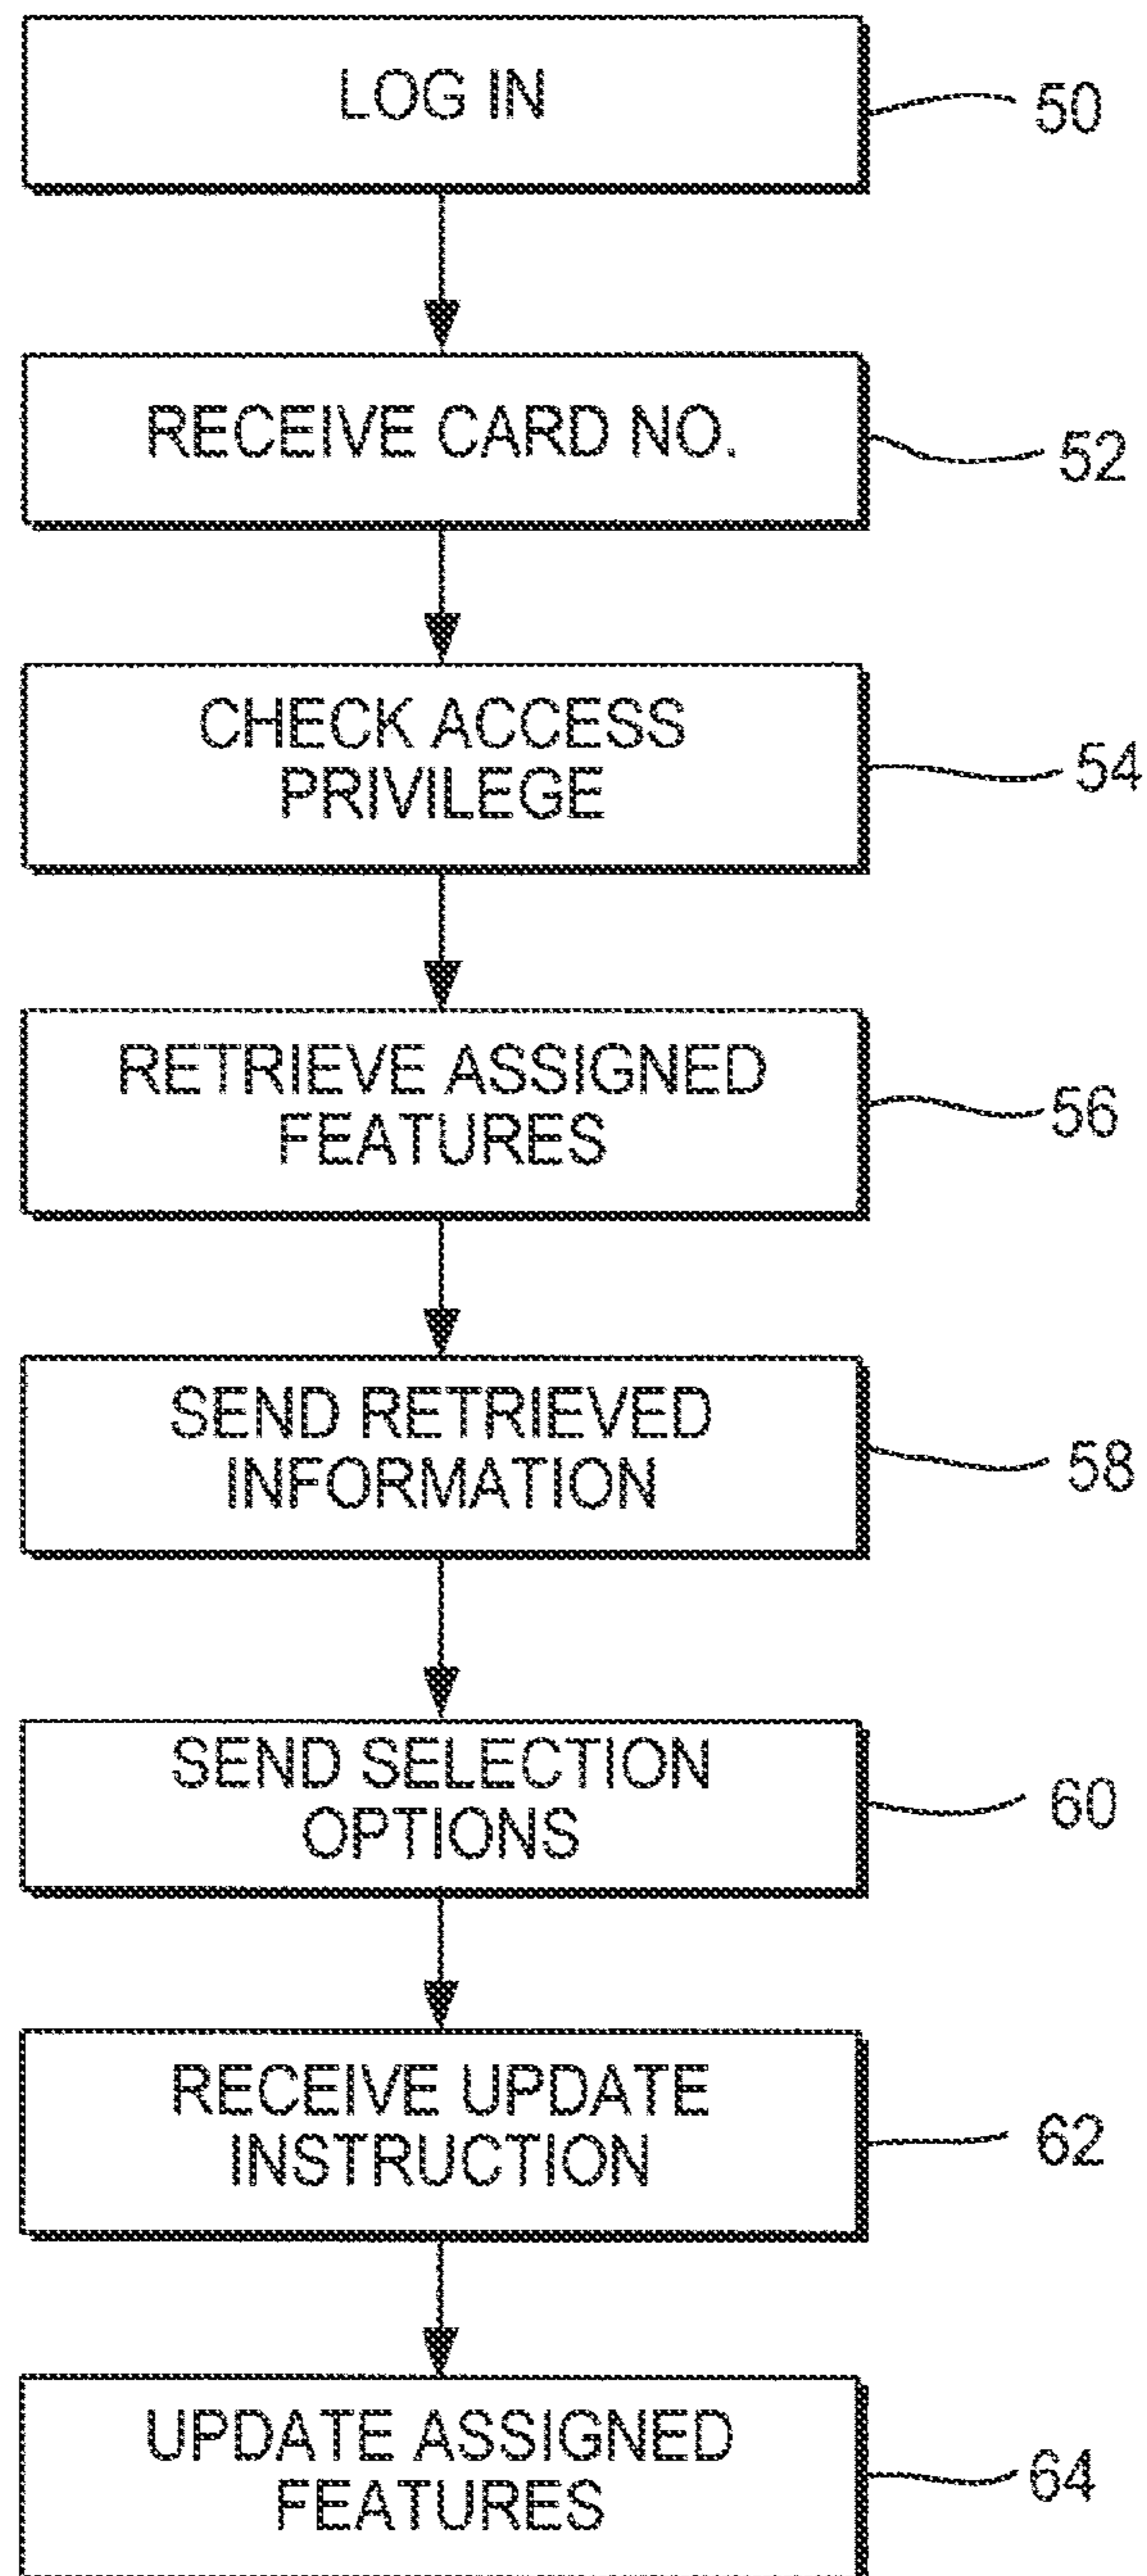 LOG IN
50
RECEIVE CARD NO.
52
CHECK ACCESS
PRIVILEGE
54
RETRIEVE ASSIGNED
FEATURES
56
SEND RETRIEVED
INFORMATION
58
SEND SELECTION
OPTIONS
60
RECEIVE UPDATE
INSTRUCTION
62
UPDATE ASSIGNED
FEATURES
64